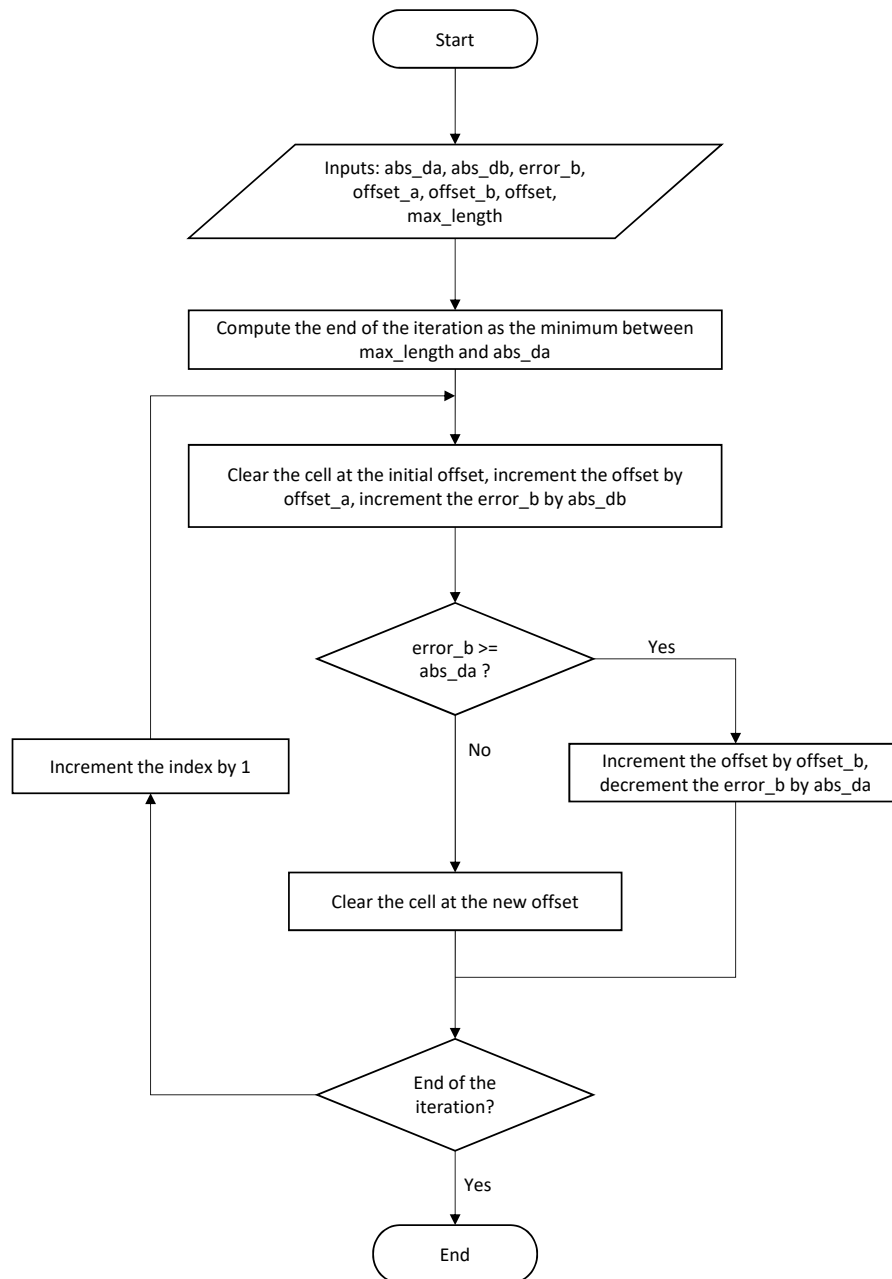 Start
Inputs: abs_da, abs_db, error_b,
offset_a, offset_b, offset,
max_length
Compute the end of the iteration as the minimum between
max_length and abs_da
Clear the cell at the initial offset, increment the offset by
offset_a, increment the error_b by abs_db
error_b >=
abs_da ?
Yes
No
Increment the index by 1
Increment the offset by offset_b,
decrement the error_b by abs_da
Clear the cell at the new offset
End of the
iteration?
Yes
End